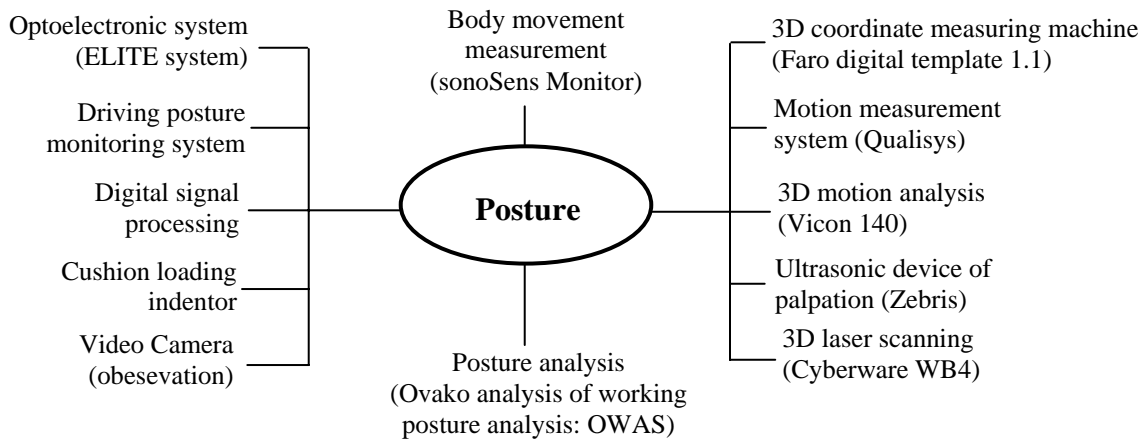 Optoelectronic system
(ELITE system)
Driving posture
monitoring system
Digital signal
processing
Cushion loading
indentor
Video Camera
(obesevation)
Body movement
measurement
(sonoSens Monitor)
Posture
Posture analysis
(Ovako analysis of working
posture analysis: OWAS)
3D coordinate measuring machine
(Faro digital template 1.1)
Motion measurement
system (Qualisys)
3D motion analysis
(Vicon 140)
Ultrasonic device of
palpation (Zebris)
3D laser scanning
(Cyberware WB4)